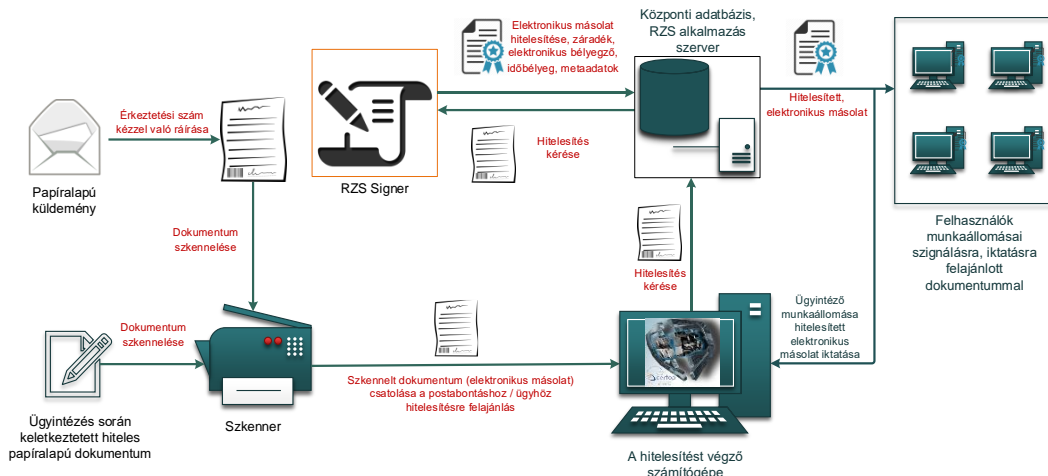 Elektronikus másolat
hitelesítése, záradék,
elektronikus bélyegző,
időbélyeg, metaadatok
Központi adatbázis,
RZS alkalmazás
szerver
Érkeztetési szám
kézzel való ráírása
Papíralapú
küldemény
RZS Signer
Hitelesítés
kérése
Hitelesített,
elektronikus másolat
Felhasználók
munkaállomásai
szignálásra, iktatásra
felajánlott
dokumentummal
Dokumentum
szkennelése
Hitelesítés
kérése
Dokumentum
szkennelése
Ügyintéző
munkaállomása
hitelesített
elektronikus
másolat iktatása
Szkennelt dokumentum (elektronikus másolat)
csatolása a postabontáshoz / ügyhöz
hitelesítésre felajánlás
Ügyintézés során
keletkeztetett hiteles
papíralapú dokumentum
Szkenner
A hitelesítést végző
számítógépe